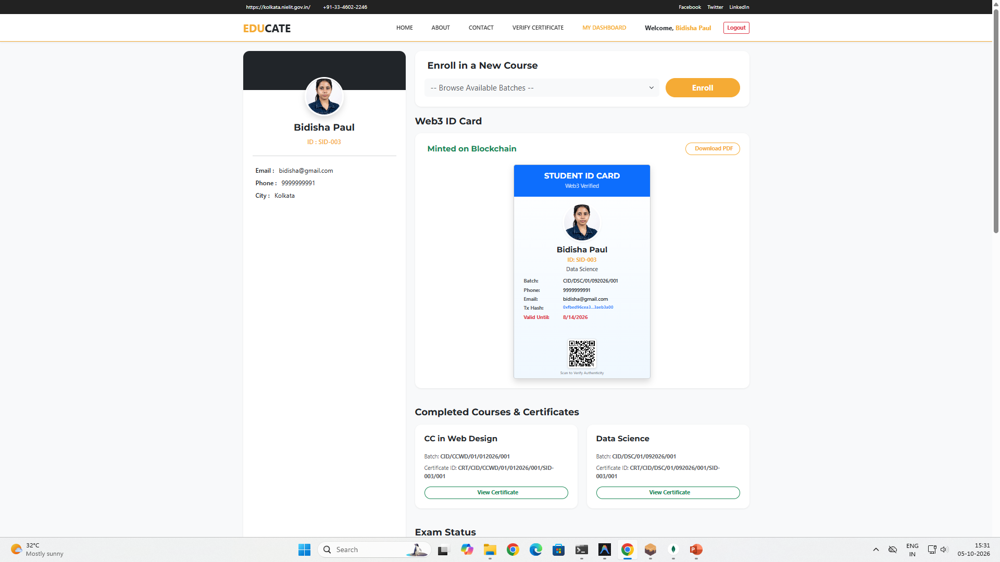 https://kolkata.nielit.gov.in/ +91-33-4602-2246 Facebook Twitter LinkedIn
EDUCATE HOME ABOUT CONTACT VERIFY CERTIFICATE MY DASHBOARD Welcome, Bidisha Paul Logout
Bidisha Paul
ID : SID-003
Email : bidisha@gmail.com
Phone : 9999999991
City : Kolkata
Enroll in a New Course
-- Browse Available Batches -- Enroll
Web3 ID Card
Minted on Blockchain Download PDF
STUDENT ID CARD
Web3 Verified
Bidisha Paul
ID: SID-003
Data Science
Batch: CID/DSC/01/092026/001
Phone: 9999999991
Email: bidisha@gmail.com
Tx Hash: 0xfbed96cea3...3aeb3a00
Valid Until: 8/14/2026
Scan to Verify Authenticity
Completed Courses & Certificates
CC in Web Design
Batch: CID/CCWD/01/012026/001
Certificate ID: CRT/CID/CCWD/01/012026/001/SID-
003/001
View Certificate
Data Science
Batch: CID/DSC/01/092026/001
Certificate ID: CRT/CID/DSC/01/092026/001/SID-
003/001
View Certificate
Exam Status
32°C
Mostly sunny
Search
ENG
IN
15:31
05-10-2026